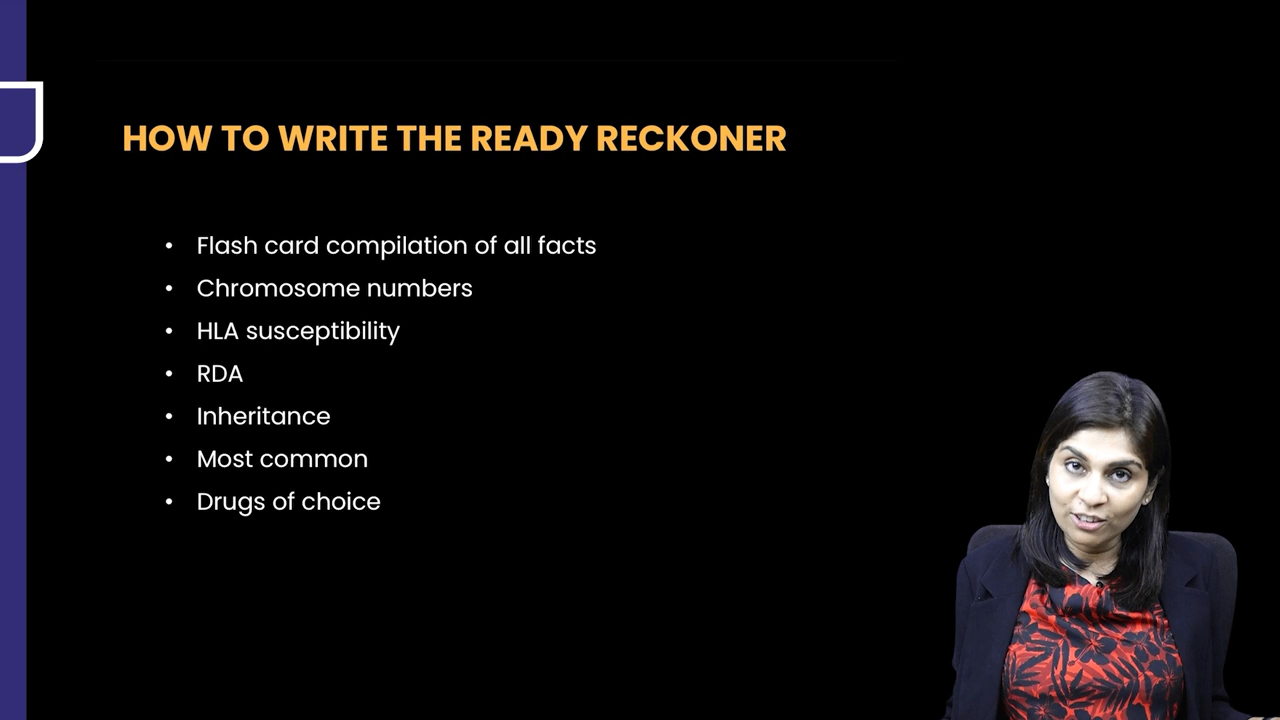 HOW TO WRITE THE READY RECKONER
• Flash card compilation of all facts
• Chromosome numbers
• HLA susceptibility
• RDA
• Inheritance
• Most common
• Drugs of choice